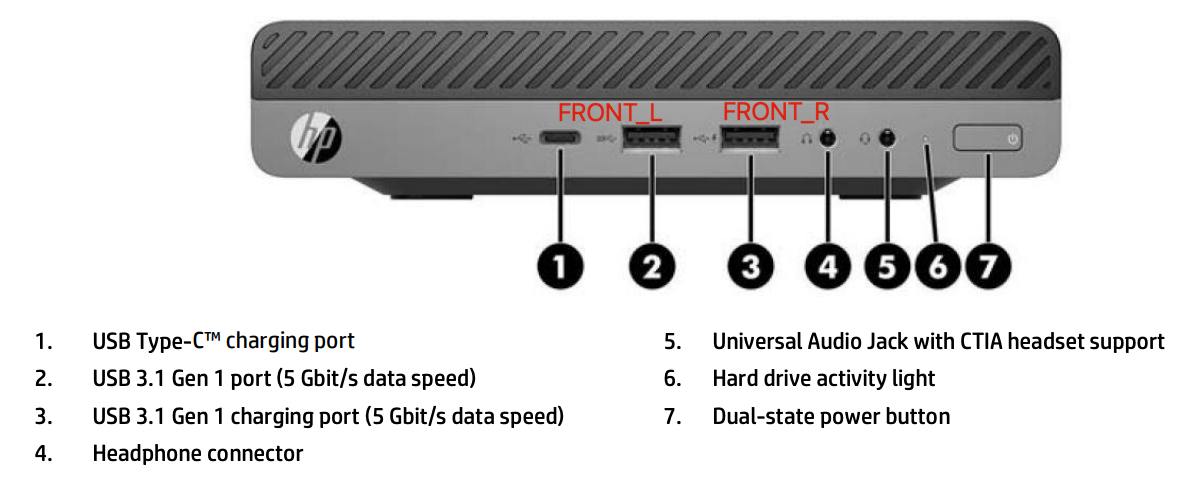 FRONT_L FRONT_R
hp
1 2 3 4 5 6 7
1. USB Type-C™ charging port
2. USB 3.1 Gen 1 port (5 Gbit/s data speed)
3. USB 3.1 Gen 1 charging port (5 Gbit/s data speed)
4. Headphone connector
5. Universal Audio Jack with CTIA headset support
6. Hard drive activity light
7. Dual-state power button